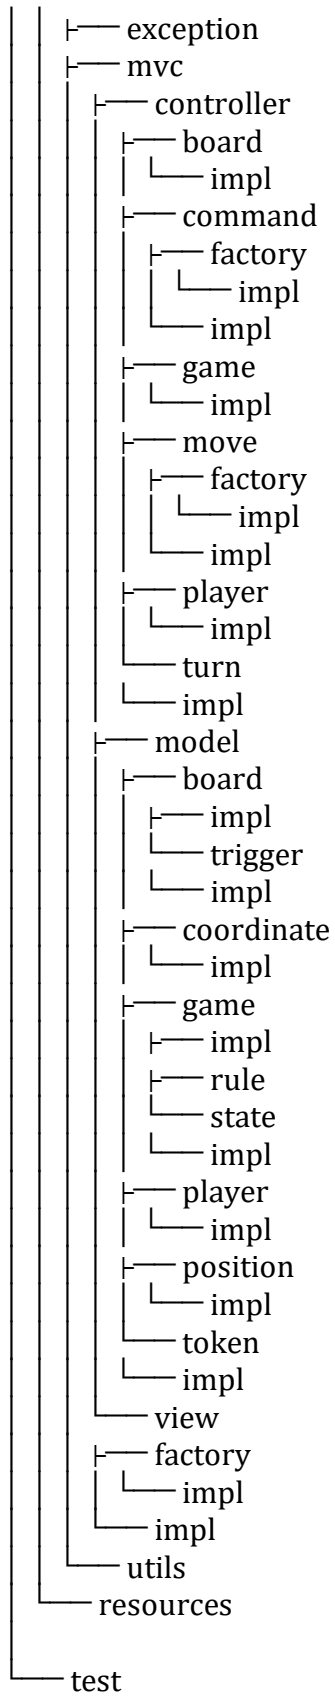 exception
mvc
controller
board
impl
command
factory
impl
impl
game
impl
move
factory
impl
impl
player
impl
turn
impl
model
board
impl
trigger
impl
coordinate
impl
game
impl
rule
state
impl
player
impl
position
impl
token
impl
view
factory
impl
impl
utils
resources
test